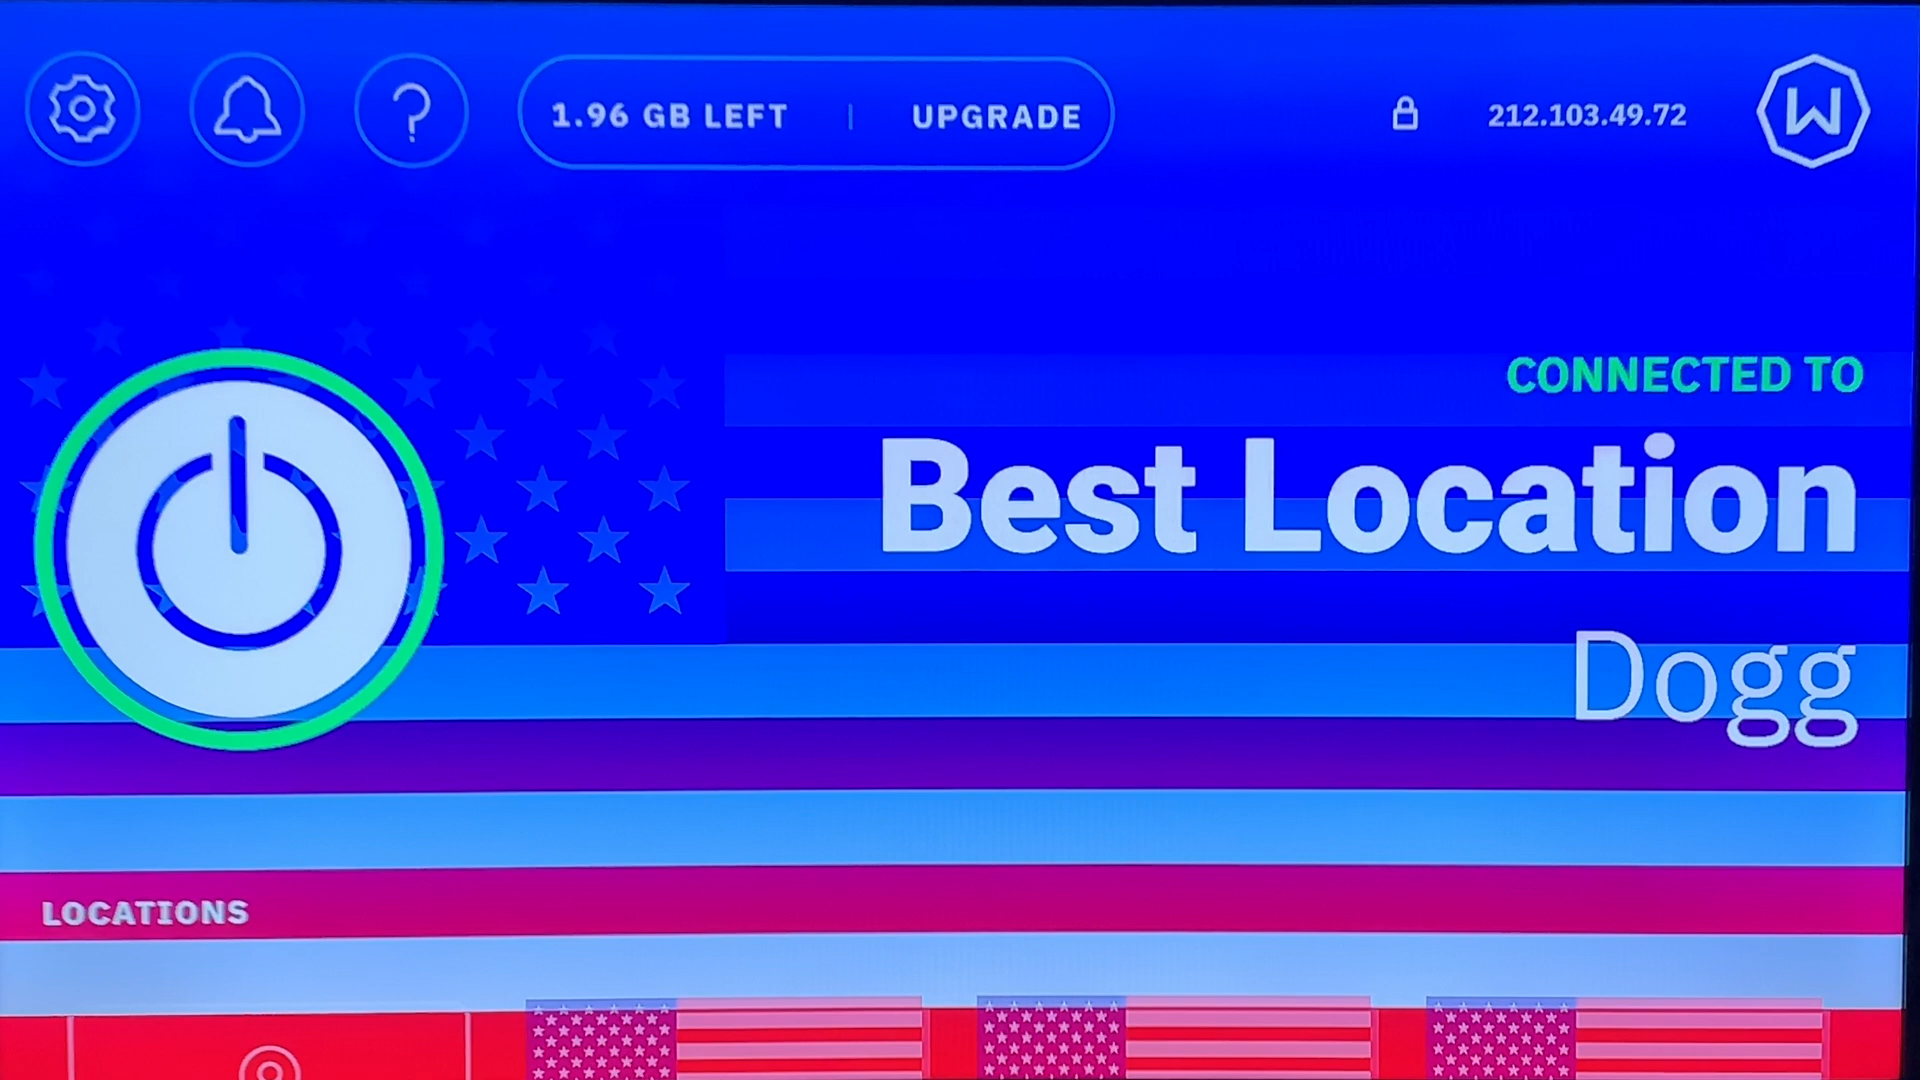 1.96 GB LEFT | UPGRADE
212.103.49.72
CONNECTED TO
Best Location
Dogg
LOCATIONS